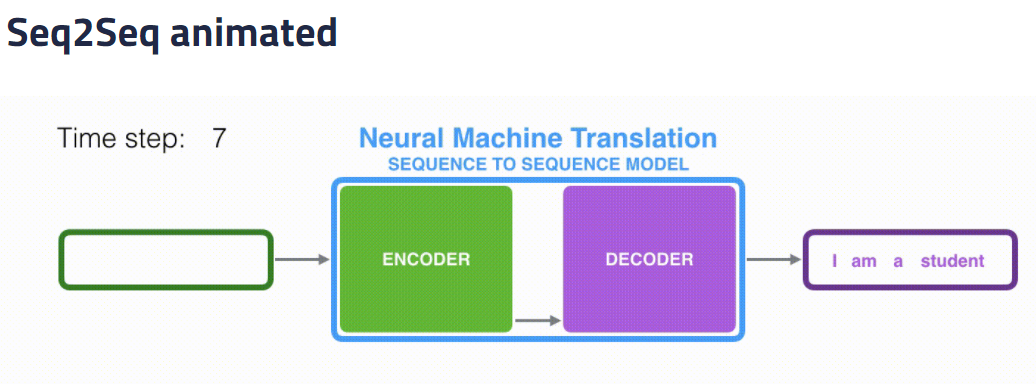 Seq2Seq animated
Time step: 7
Neural Machine Translation
SEQUENCE TO SEQUENCE MODEL
ENCODER
DECODER
I am a student